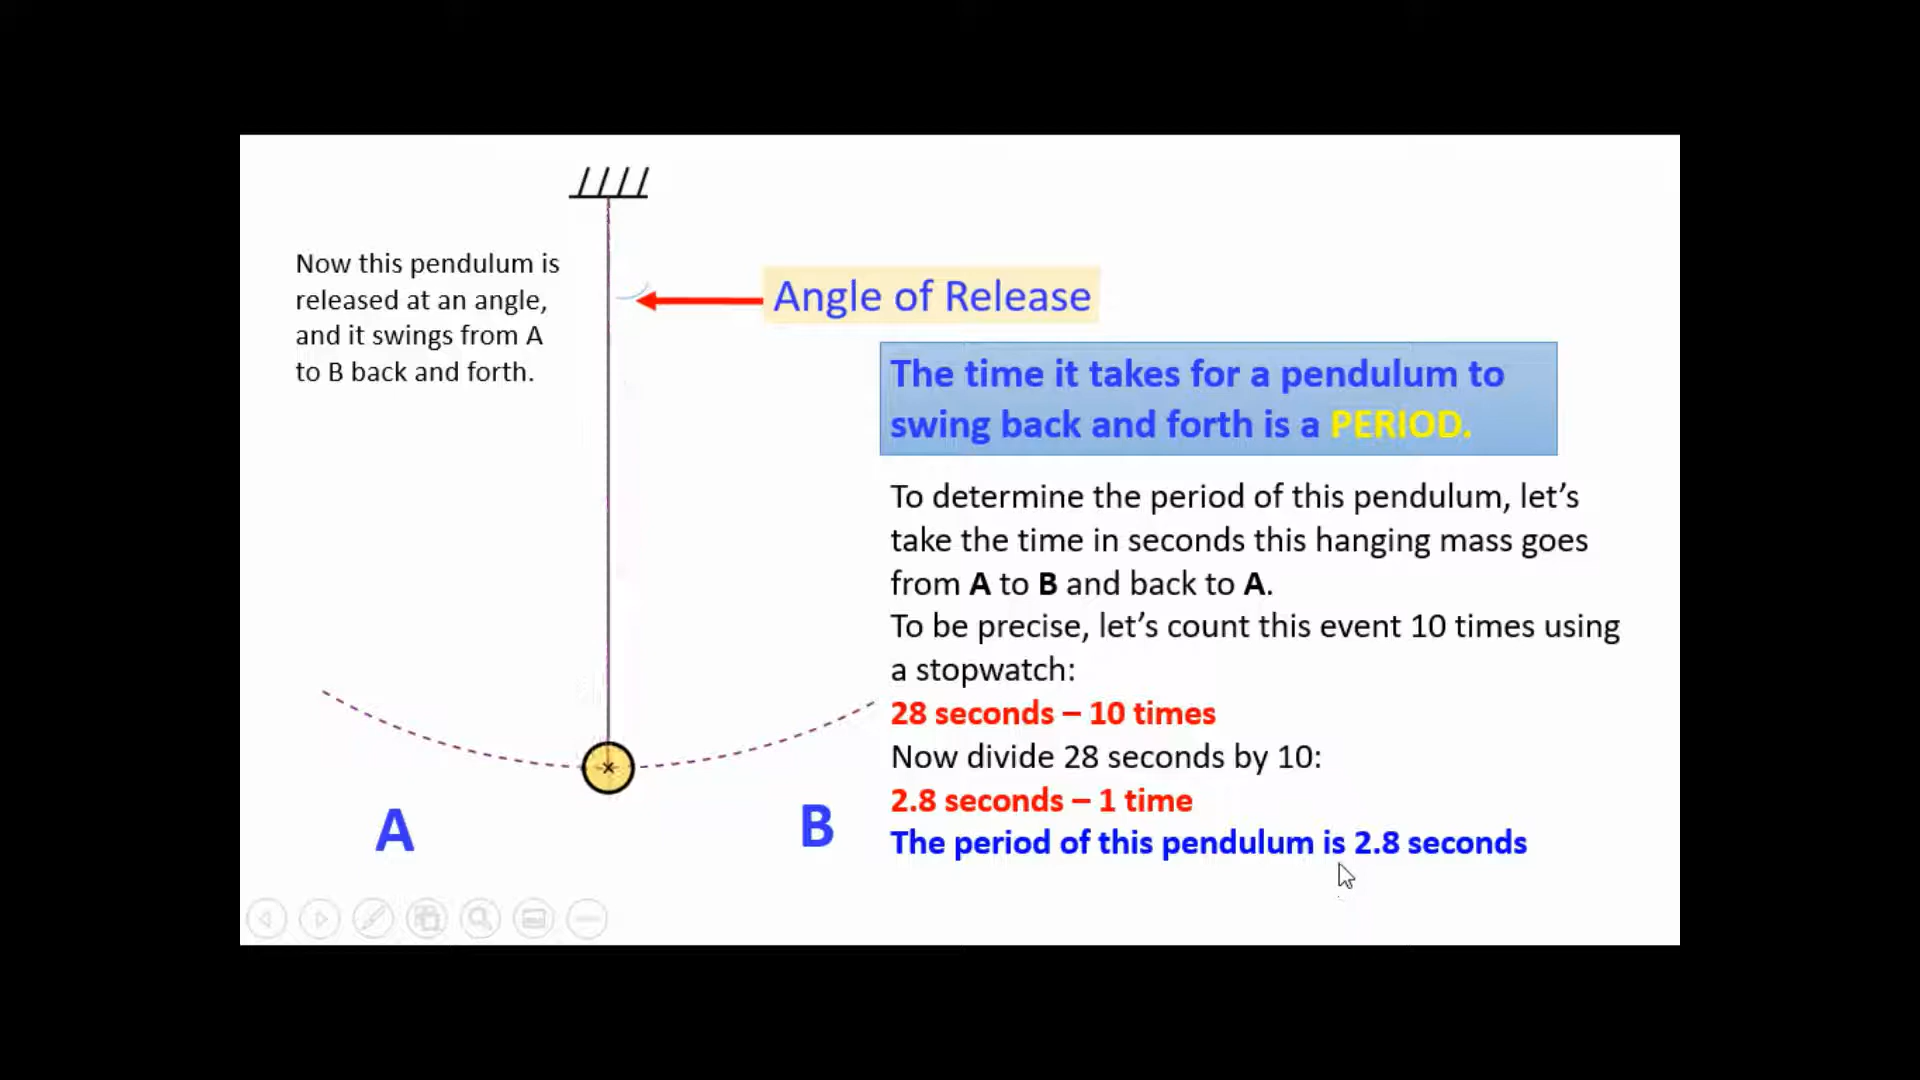 Now this pendulum is
released at an angle,
and it swings from A
to B back and forth.
Angle of Release
The time it takes for a pendulum to
swing back and forth is a PERIOD.
To determine the period of this pendulum, let’s
take the time in seconds this hanging mass goes
from A to B and back to A.
To be precise, let’s count this event 10 times using
a stopwatch:
28 seconds – 10 times
Now divide 28 seconds by 10:
2.8 seconds – 1 time
The period of this pendulum is 2.8 seconds
A
B